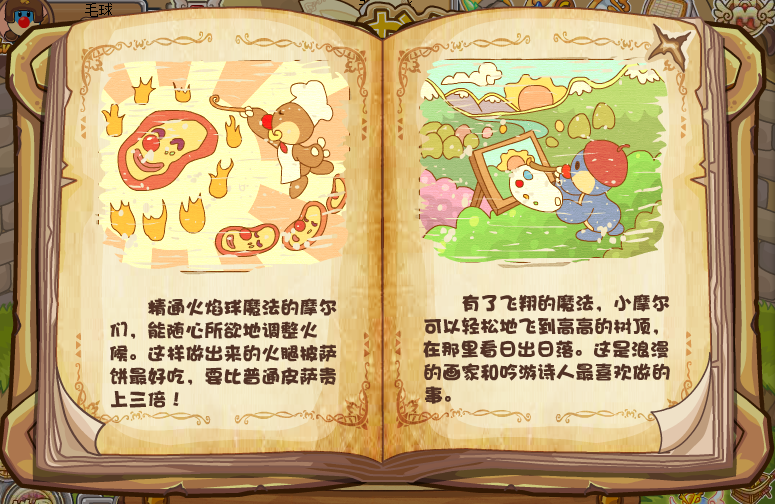 毛球
精通火焰球魔法的摩尔
们，能随心所欲地调整火
候。这样做出来的火腿披萨
饼最好吃，要比普通皮萨贵
上三倍！
有了飞翔的魔法，小摩尔
可以轻松地飞到高高的树顶，
在那里看日出日落。这是浪漫
的画家和吟游诗人最喜欢做的
事。